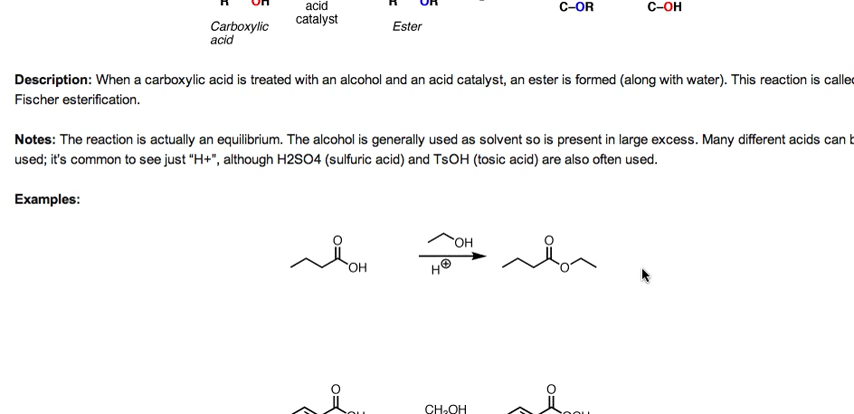 R OH acid R OR C–OR C–OH
Carboxylic catalyst Ester
acid
Description: When a carboxylic acid is treated with an alcohol and an acid catalyst, an ester is formed (along with water). This reaction is called
Fischer esterification.
Notes: The reaction is actually an equilibrium. The alcohol is generally used as solvent so is present in large excess. Many different acids can b
used; it's common to see just "H+", although H2SO4 (sulfuric acid) and TsOH (tosic acid) are also often used.
Examples:
O OH O
OH H⊕ O
O CH₃OH O